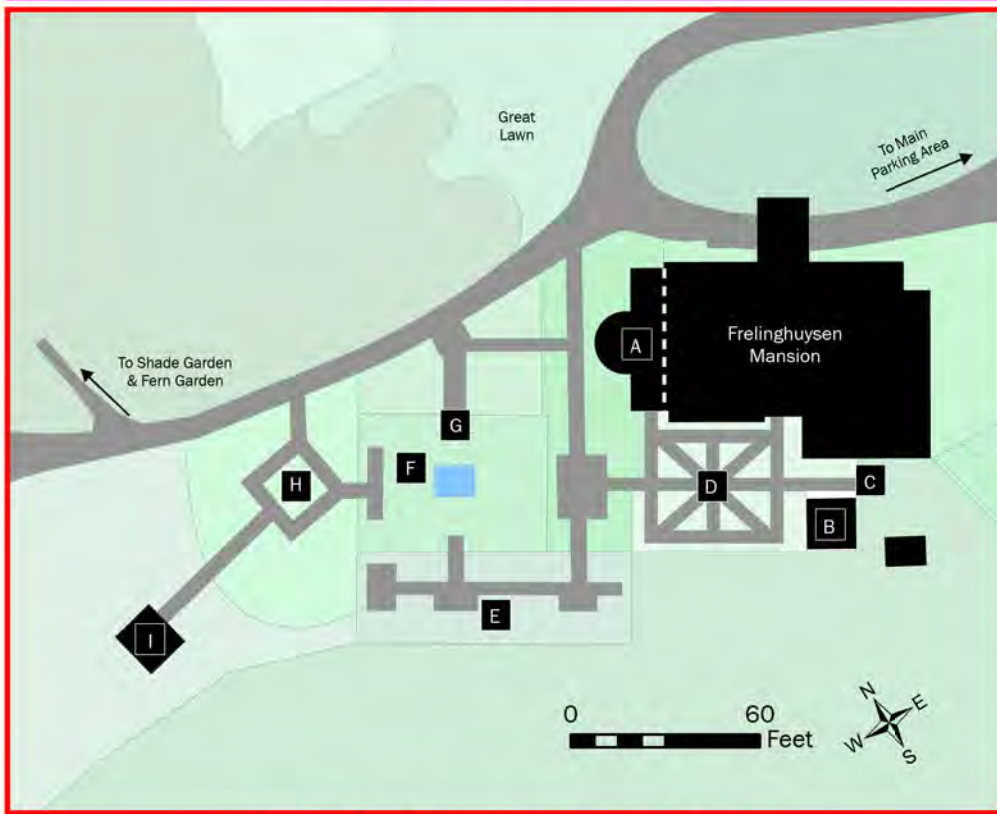 Great
Lawn
To Main
Parking Area
Frelinghuysen
Mansion
A
To Shade Garden
& Fern Garden
G
F
H
D
C
B
E
I
0 60
Feet
N
E
W
S